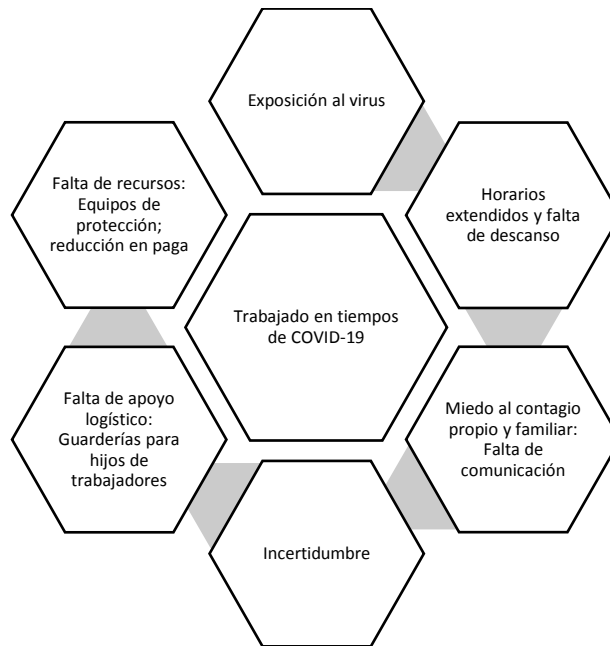 Exposición al virus
Horarios
extendidos y falta
de descanso
Miedo al contagio
propio y familiar:
Falta de
comunicación
Incertidumbre
Falta de apoyo
logístico:
Guarderías para
hijos de
trabajadores
Falta de recursos:
Equipos de
protección;
reducción en paga
Trabajado en tiempos
de COVID-19